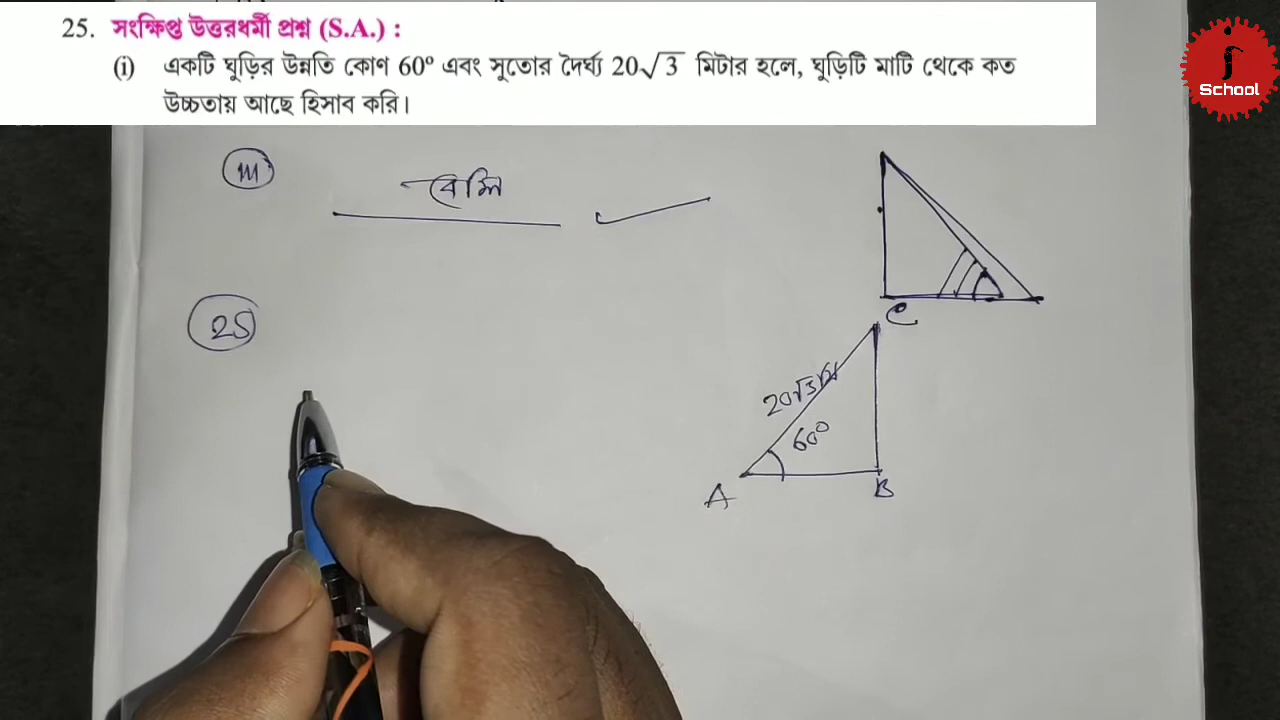 25. সংক্ষিপ্ত উত্তরধর্মী প্রশ্ন (S.A.) :
(i) একটি ঘুড়ির উন্নতি কোণ 60° এবং সুতোর দৈর্ঘ্য 20√3 মিটার হলে, ঘুড়িটি মাটি থেকে কত
উচ্চতায় আছে হিসাব করি।
School
বেলি
25
C
20√3 মি
60°
A
B